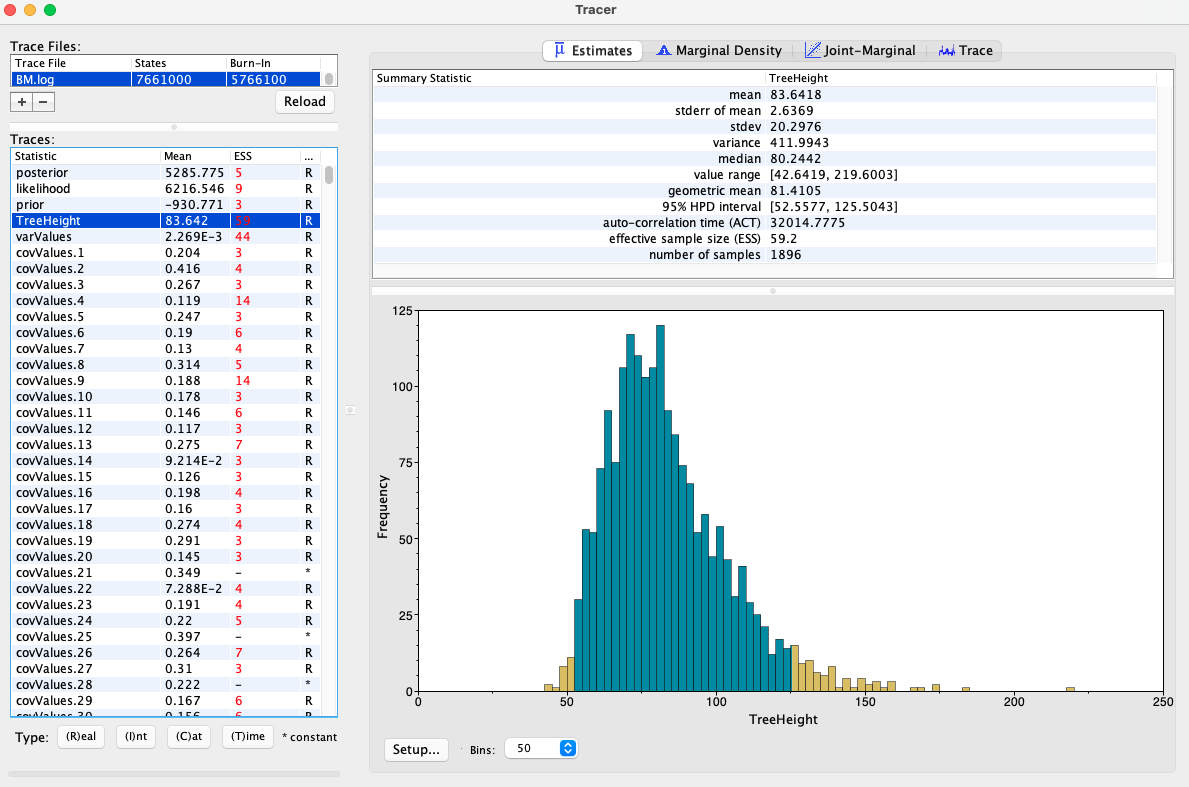 Tracer
Trace Files:
Trace File States Burn-In
BM.log 7661000 5766100
+ − Reload
Traces:
Statistic Mean ESS ...
posterior 5285.775 5 R
likelihood 6216.546 9 R
prior -930.771 3 R
TreeHeight 83.642 59 R
varValues 2.269E-3 44 R
covValues.1 0.204 3 R
covValues.2 0.416 4 R
covValues.3 0.267 3 R
covValues.4 0.119 14 R
covValues.5 0.247 3 R
covValues.6 0.19 6 R
covValues.7 0.13 4 R
covValues.8 0.314 5 R
covValues.9 0.188 14 R
covValues.10 0.178 3 R
covValues.11 0.146 6 R
covValues.12 0.117 3 R
covValues.13 0.275 7 R
covValues.14 9.214E-2 3 R
covValues.15 0.126 3 R
covValues.16 0.198 4 R
covValues.17 0.16 3 R
covValues.18 0.274 4 R
covValues.19 0.291 3 R
covValues.20 0.145 3 R
covValues.21 0.349 - *
covValues.22 7.288E-2 4 R
covValues.23 0.191 4 R
covValues.24 0.22 5 R
covValues.25 0.397 - *
covValues.26 0.264 7 R
covValues.27 0.31 3 R
covValues.28 0.222 - *
covValues.29 0.167 6 R
covValues.30 0.156 6 R
Type: (R)eal (I)nt (C)at (T)ime * constant
Estimates Marginal Density Joint-Marginal Trace
Summary Statistic TreeHeight
mean 83.6418
stderr of mean 2.6369
stdev 20.2976
variance 411.9943
median 80.2442
value range [42.6419, 219.6003]
geometric mean 81.4105
95% HPD interval [52.5577, 125.5043]
auto-correlation time (ACT) 32014.7775
effective sample size (ESS) 59.2
number of samples 1896
125
100
75
50
25
0
Frequency
0 50 100 150 200 250
TreeHeight
Setup... Bins: 50